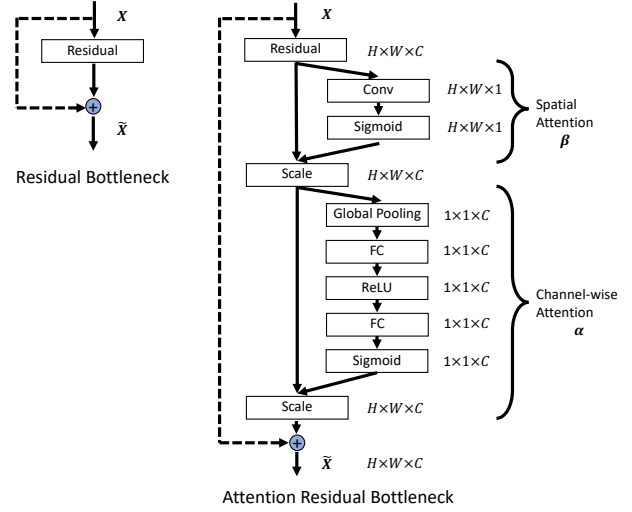 X
Residual
+
X̃
Residual Bottleneck
X
Residual H×W×C
Conv H×W×1
Sigmoid H×W×1
Spatial
Attention
β
Scale H×W×C
Global Pooling 1×1×C
FC 1×1×C
ReLU 1×1×C
FC 1×1×C
Sigmoid 1×1×C
Channel-wise
Attention
α
Scale H×W×C
+
X̃ H×W×C
Attention Residual Bottleneck